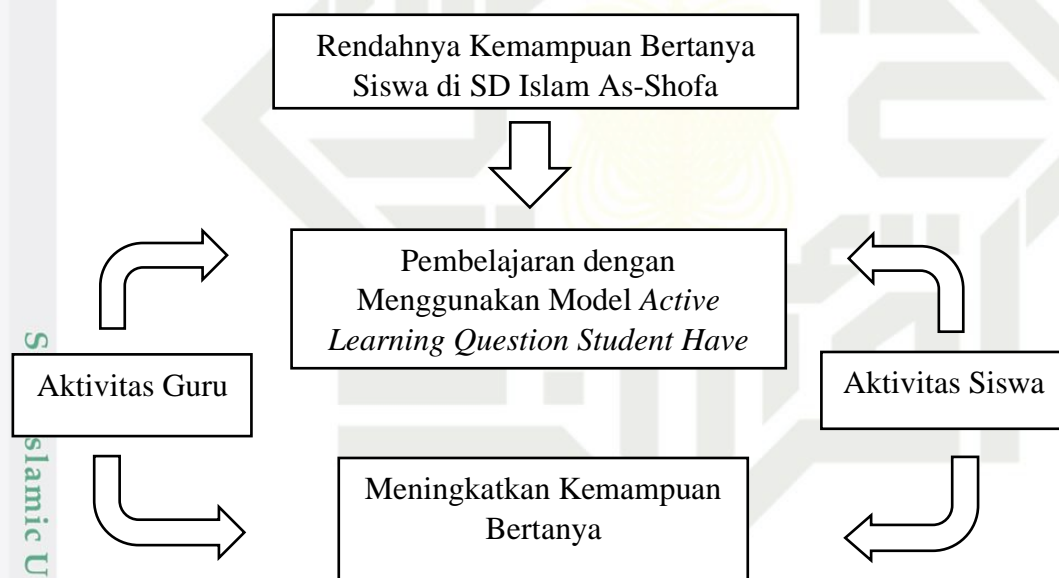 Rendahnya Kemampuan Bertanya
Siswa di SD Islam As-Shofa
Pembelajaran dengan
Menggunakan Model Active
Learning Question Student Have
Aktivitas Guru
Aktivitas Siswa
Meningkatkan Kemampuan
Bertanya